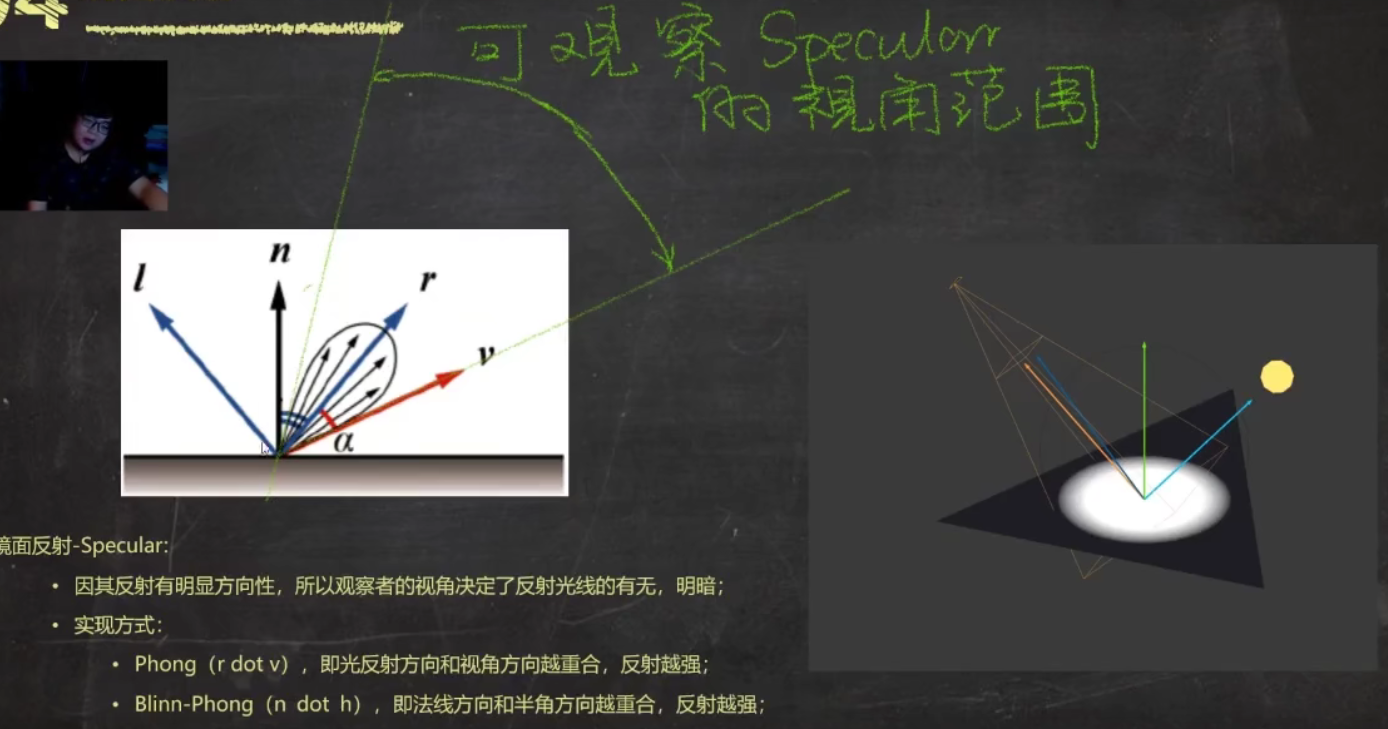 04
可观察 Specular
的视角范围
n
l
r
v
α
镜面反射-Specular:
• 因其反射有明显方向性，所以观察者的视角决定了反射光线的有无，明暗；
• 实现方式：
• Phong（r dot v），即光反射方向和视角方向越重合，反射越强；
• Blinn-Phong（n dot h），即法线方向和半角方向越重合，反射越强；